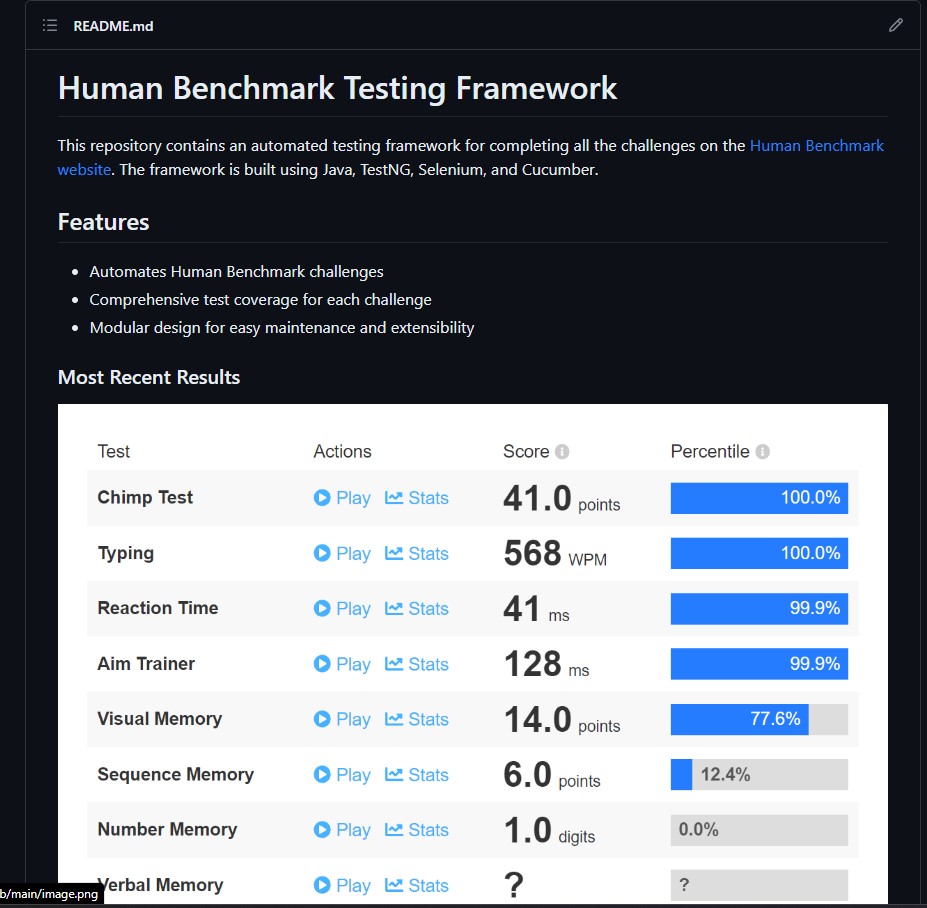 README.md
Human Benchmark Testing Framework
This repository contains an automated testing framework for completing all the challenges on the Human Benchmark
website. The framework is built using Java, TestNG, Selenium, and Cucumber.
Features
Automates Human Benchmark challenges
Comprehensive test coverage for each challenge
Modular design for easy maintenance and extensibility
Most Recent Results
Test Actions Score Percentile
Chimp Test Play Stats 41.0 points 100.0%
Typing Play Stats 568 WPM 100.0%
Reaction Time Play Stats 41 ms 99.9%
Aim Trainer Play Stats 128 ms 99.9%
Visual Memory Play Stats 14.0 points 77.6%
Sequence Memory Play Stats 6.0 points 12.4%
Number Memory Play Stats 1.0 digits 0.0%
Verbal Memory Play Stats ? ?
b/main/image.png